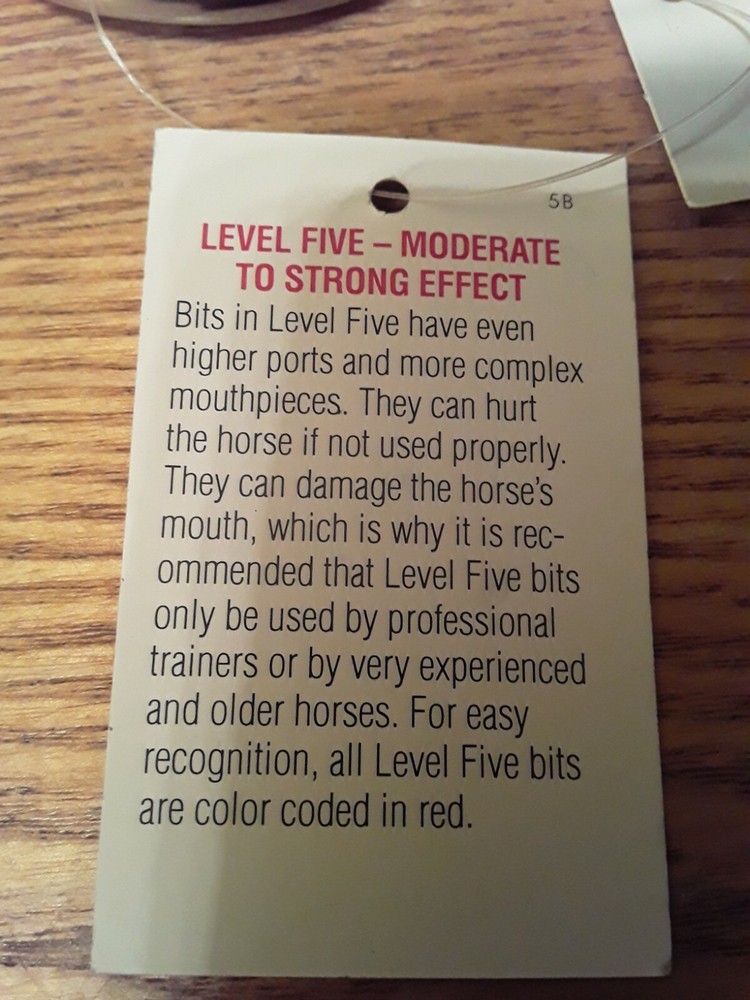 5B
LEVEL FIVE – MODERATE
TO STRONG EFFECT
Bits in Level Five have even
higher ports and more complex
mouthpieces. They can hurt
the horse if not used properly.
They can damage the horse's
mouth, which is why it is rec-
ommended that Level Five bits
only be used by professional
trainers or by very experienced
and older horses. For easy
recognition, all Level Five bits
are color coded in red.